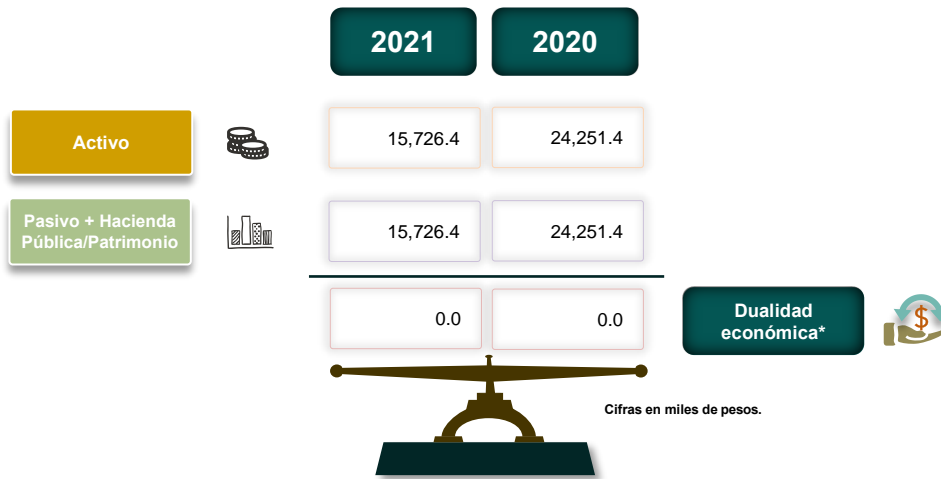 2021 2020
Activo 15,726.4 24,251.4
Pasivo + Hacienda
Pública/Patrimonio 15,726.4 24,251.4
0.0 0.0
Dualidad
económica*
$
Cifras en miles de pesos.